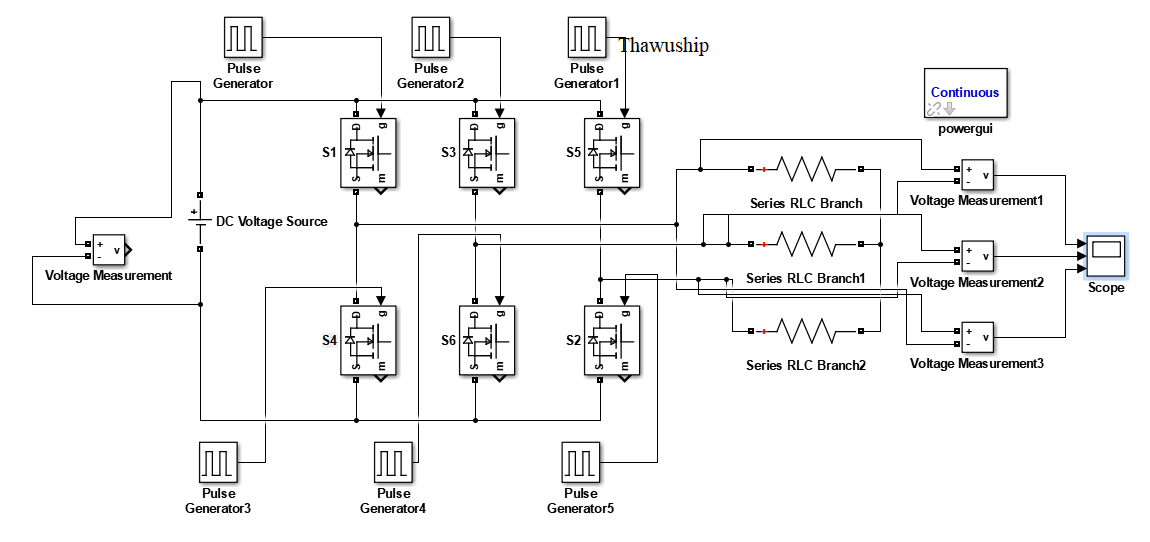 Pulse
Generator
Pulse
Generator2
Pulse
Generator1
Thawuship
Continuous
powergui
g
D
S
m
S1
g
D
S
m
S3
g
D
S
m
S5
+
DC Voltage Source
+
-
v
Voltage Measurement
+
Series RLC Branch
+
Series RLC Branch1
+
Series RLC Branch2
+
-
v
Voltage Measurement1
+
-
v
Voltage Measurement2
+
-
v
Voltage Measurement3
Scope
g
D
S
m
S4
g
D
S
m
S6
g
D
S
m
S2
Pulse
Generator3
Pulse
Generator4
Pulse
Generator5